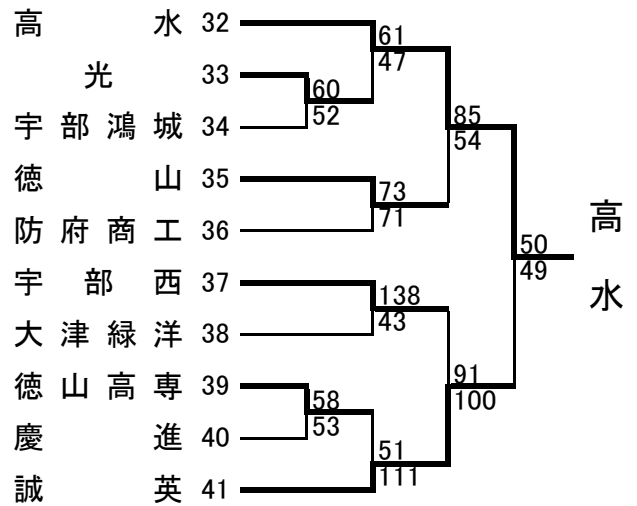 高水 32
光 33
宇部鴻城 34
徳山 35
防府商工 36
宇部西 37
大津緑洋 38
徳山高専 39
慶進 40
誠英 41
60
52
58
53
61
47
73
71
138
43
51
111
85
54
91
100
50
49
高水